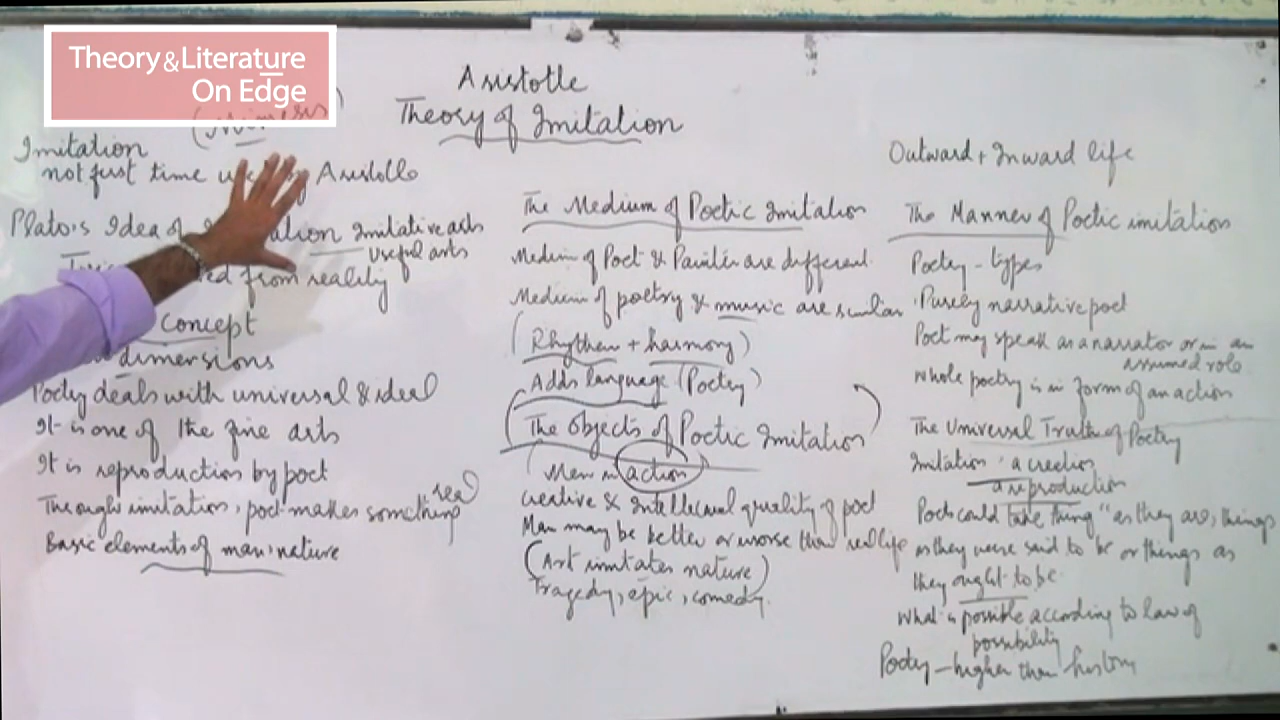 Theory & Literature
On Edge
Aristotle
Theory of Imitation
(Mimesis)
Imitation
not first time used by Aristotle
Plato's Idea of Imitation Imitative arts
useful arts
from reality
Concept
dimensions
Poetry deals with universal & ideal
It is one of the fine arts
It is reproduction by poet
real
Through imitation, poet makes something
Basic elements of man, nature
The Medium of Poetic Imitation
Medium of Poet & Painter are different
Medium of poetry & music are similar
(Rhythem + harmony)
Adds language (Poetry)
The Objects of Poetic Imitation
(Men in action)
Creative & Intellectual quality of poet
Man may be better or worse than real life
(Art imitates nature)
Tragedy, epic, comedy.
Outward + Inward life
The Manner of Poetic imitation
Poetry - types
Purely narrative poet
Poet may speak as a narrator or in an
assumed role
Whole poetry is in form of an action
The Universal Truth of Poetry
Imitation a creation
a reproduction
Poets could take thing "as they are, things
as they were said to be or things as
they ought to be
What is possible according to law of
possibility
Poetry - higher than history